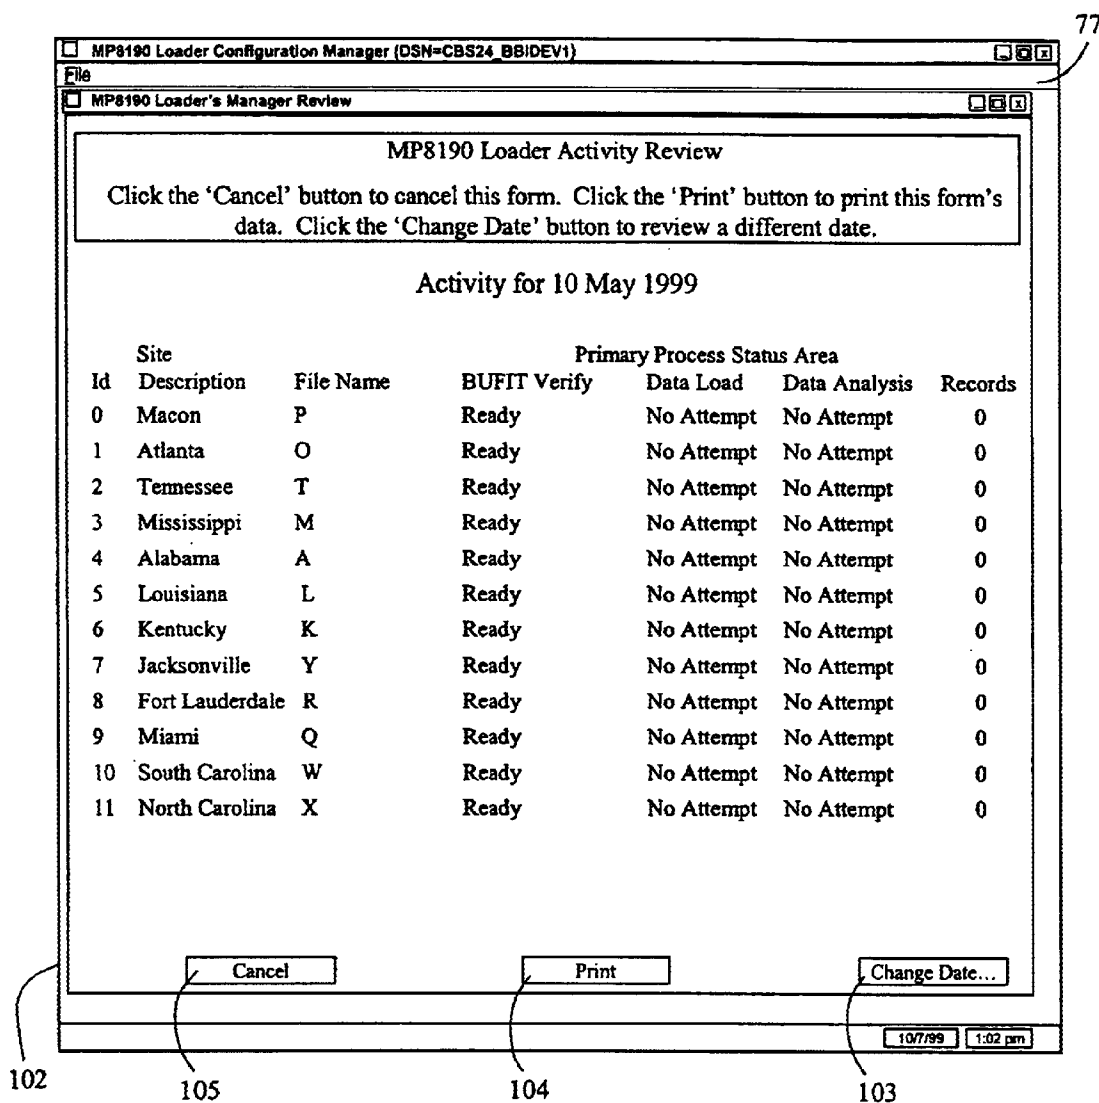 77
MP8190 Loader Configuration Manager (DSN=CBS24_BBIDEV1)
File
MP8190 Loader's Manager Review
MP8190 Loader Activity Review
Click the ‘Cancel’ button to cancel this form. Click the ‘Print’ button to print this form’s
data. Click the ‘Change Date’ button to review a different date.
Activity for 10 May 1999
Site Primary Process Status Area
Id Description File Name BUFIT Verify Data Load Data Analysis Records
0 Macon P Ready No Attempt No Attempt 0
1 Atlanta O Ready No Attempt No Attempt 0
2 Tennessee T Ready No Attempt No Attempt 0
3 Mississippi M Ready No Attempt No Attempt 0
4 Alabama A Ready No Attempt No Attempt 0
5 Louisiana L Ready No Attempt No Attempt 0
6 Kentucky K Ready No Attempt No Attempt 0
7 Jacksonville Y Ready No Attempt No Attempt 0
8 Fort Lauderdale R Ready No Attempt No Attempt 0
9 Miami Q Ready No Attempt No Attempt 0
10 South Carolina W Ready No Attempt No Attempt 0
11 North Carolina X Ready No Attempt No Attempt 0
Cancel Print Change Date...
10/7/99 1:02 pm
102 105 104 103